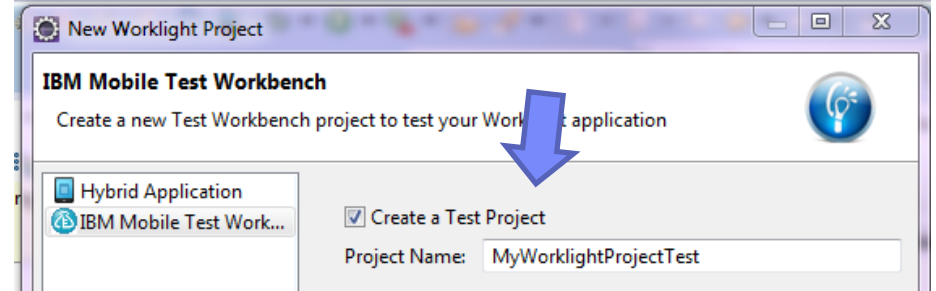 New Worklight Project
IBM Mobile Test Workbench
Create a new Test Workbench project to test your application
Hybrid Application
IBM Mobile Test Work...
Create a Test Project
Project Name: MyWorklightProjectTest